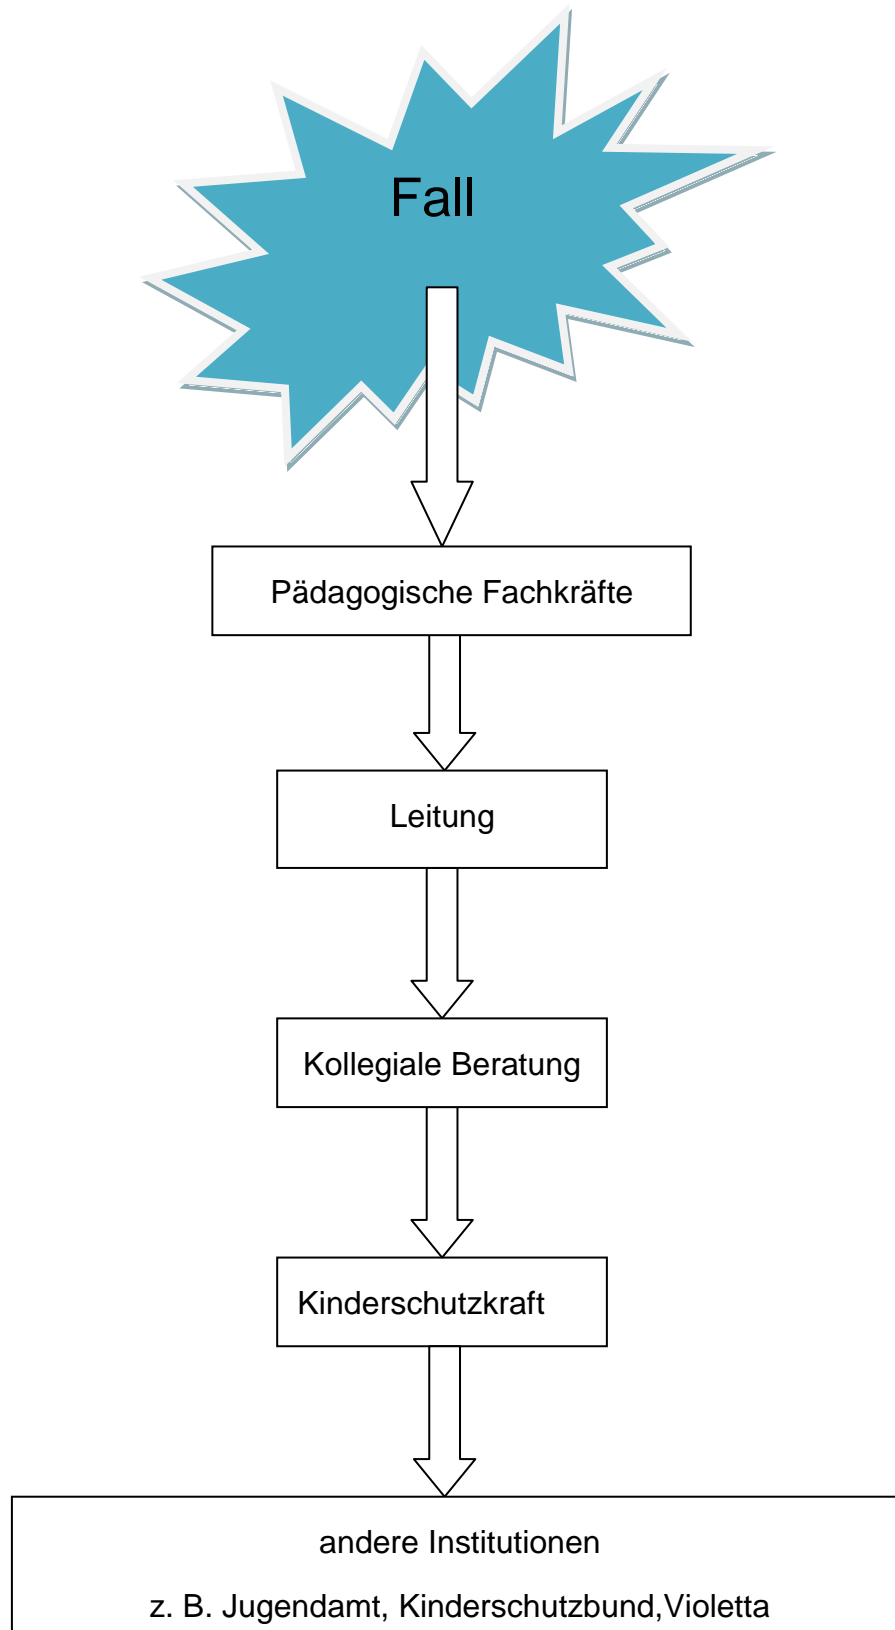 Fall
Pädagogische Fachkräfte
Leitung
Kollegiale Beratung
Kinderschutzkraft
andere Institutionen
z. B. Jugendamt, Kinderschutzbund,Violetta